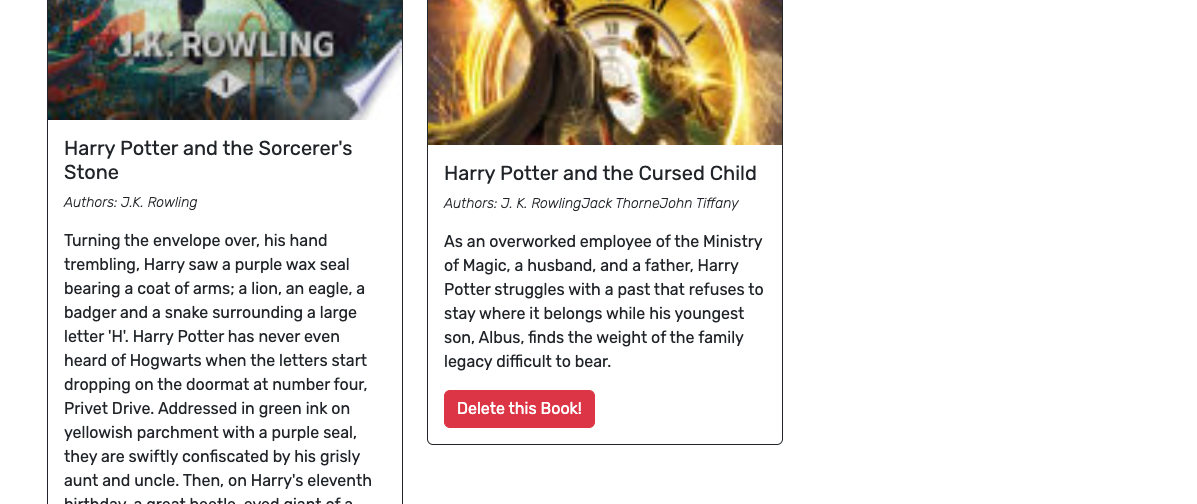 J.K. ROWLING
1
Harry Potter and the Sorcerer's
Stone
Authors: J.K. Rowling
Turning the envelope over, his hand
trembling, Harry saw a purple wax seal
bearing a coat of arms; a lion, an eagle, a
badger and a snake surrounding a large
letter 'H'. Harry Potter has never even
heard of Hogwarts when the letters start
dropping on the doormat at number four,
Privet Drive. Addressed in green ink on
yellowish parchment with a purple seal,
they are swiftly confiscated by his grisly
aunt and uncle. Then, on Harry's eleventh
birthday, a great beetle-eyed giant of a
Harry Potter and the Cursed Child
Authors: J. K. RowlingJack ThorneJohn Tiffany
As an overworked employee of the Ministry
of Magic, a husband, and a father, Harry
Potter struggles with a past that refuses to
stay where it belongs while his youngest
son, Albus, finds the weight of the family
legacy difficult to bear.
Delete this Book!